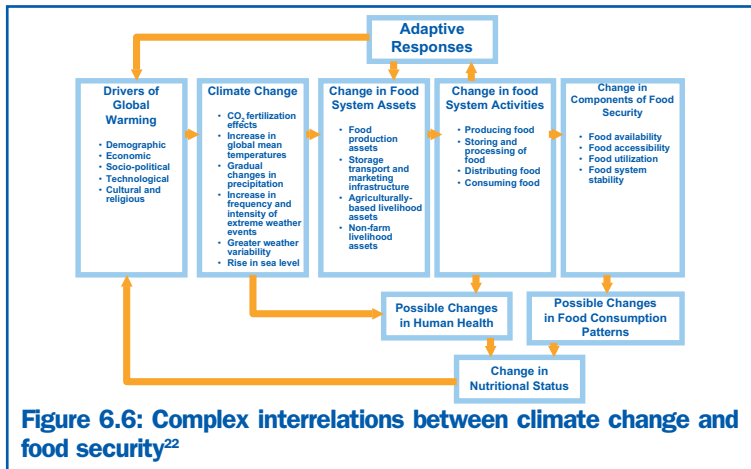 Adaptive
Responses
Drivers of
Global
Warming
• Demographic
• Economic
• Socio-political
• Technological
• Cultural and
religious
Climate Change
• CO₂ fertilization
effects
• Increase in
global mean
temperatures
• Gradual
changes in
precipitation
• Increase in
frequency and
intensity of
extreme weather
events
• Greater weather
variability
• Rise in sea level
Change in Food
System Assets
• Food
production
assets
• Storage
transport and
marketing
infrastructure
• Agriculturally-
based livelihood
assets
• Non-farm
livelihood
assets
Change in food
System Activities
• Producing food
• Storing and
processing of
food
• Distributing food
• Consuming food
Change in
Components of Food
Security
• Food availability
• Food accessibility
• Food utilization
• Food system
stability
Possible Changes
in Human Health
Possible Changes
in Food Consumption
Patterns
Change in
Nutritional Status
Figure 6.6: Complex interrelations between climate change and
food security²²